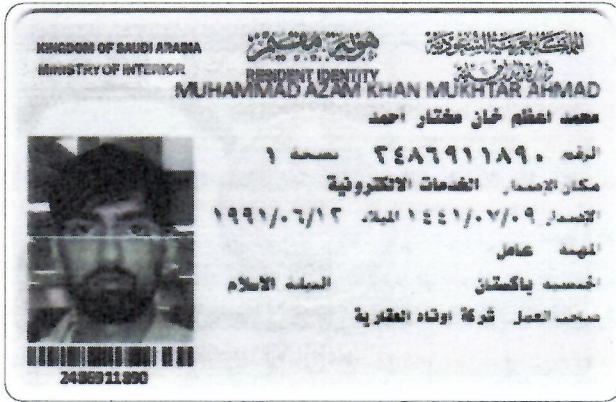 KINGDOM OF SAUDI ARABIA
MINISTRY OF INTERIOR
هوية مقيم
RESIDENT IDENTITY
المملكة العربية السعودية
وزارة الداخلية
MUHAMMAD AZAM KHAN MUKHTAR AHMAD
محمد اعظم خان مختار احمد
الرقم ٢٤٨٦٩١١٨٩٠ نسخة ١
مكان الإصدار الخدمات الالكترونية
الاصدار ١٤٤١/٠٧/٠٩ الميلاد ١٩٩١/٠٦/١٢
المهنة عامل
الجنسية باكستان الديانة الاسلام
صاحب العمل شركة اوتاد العقارية
2486911890